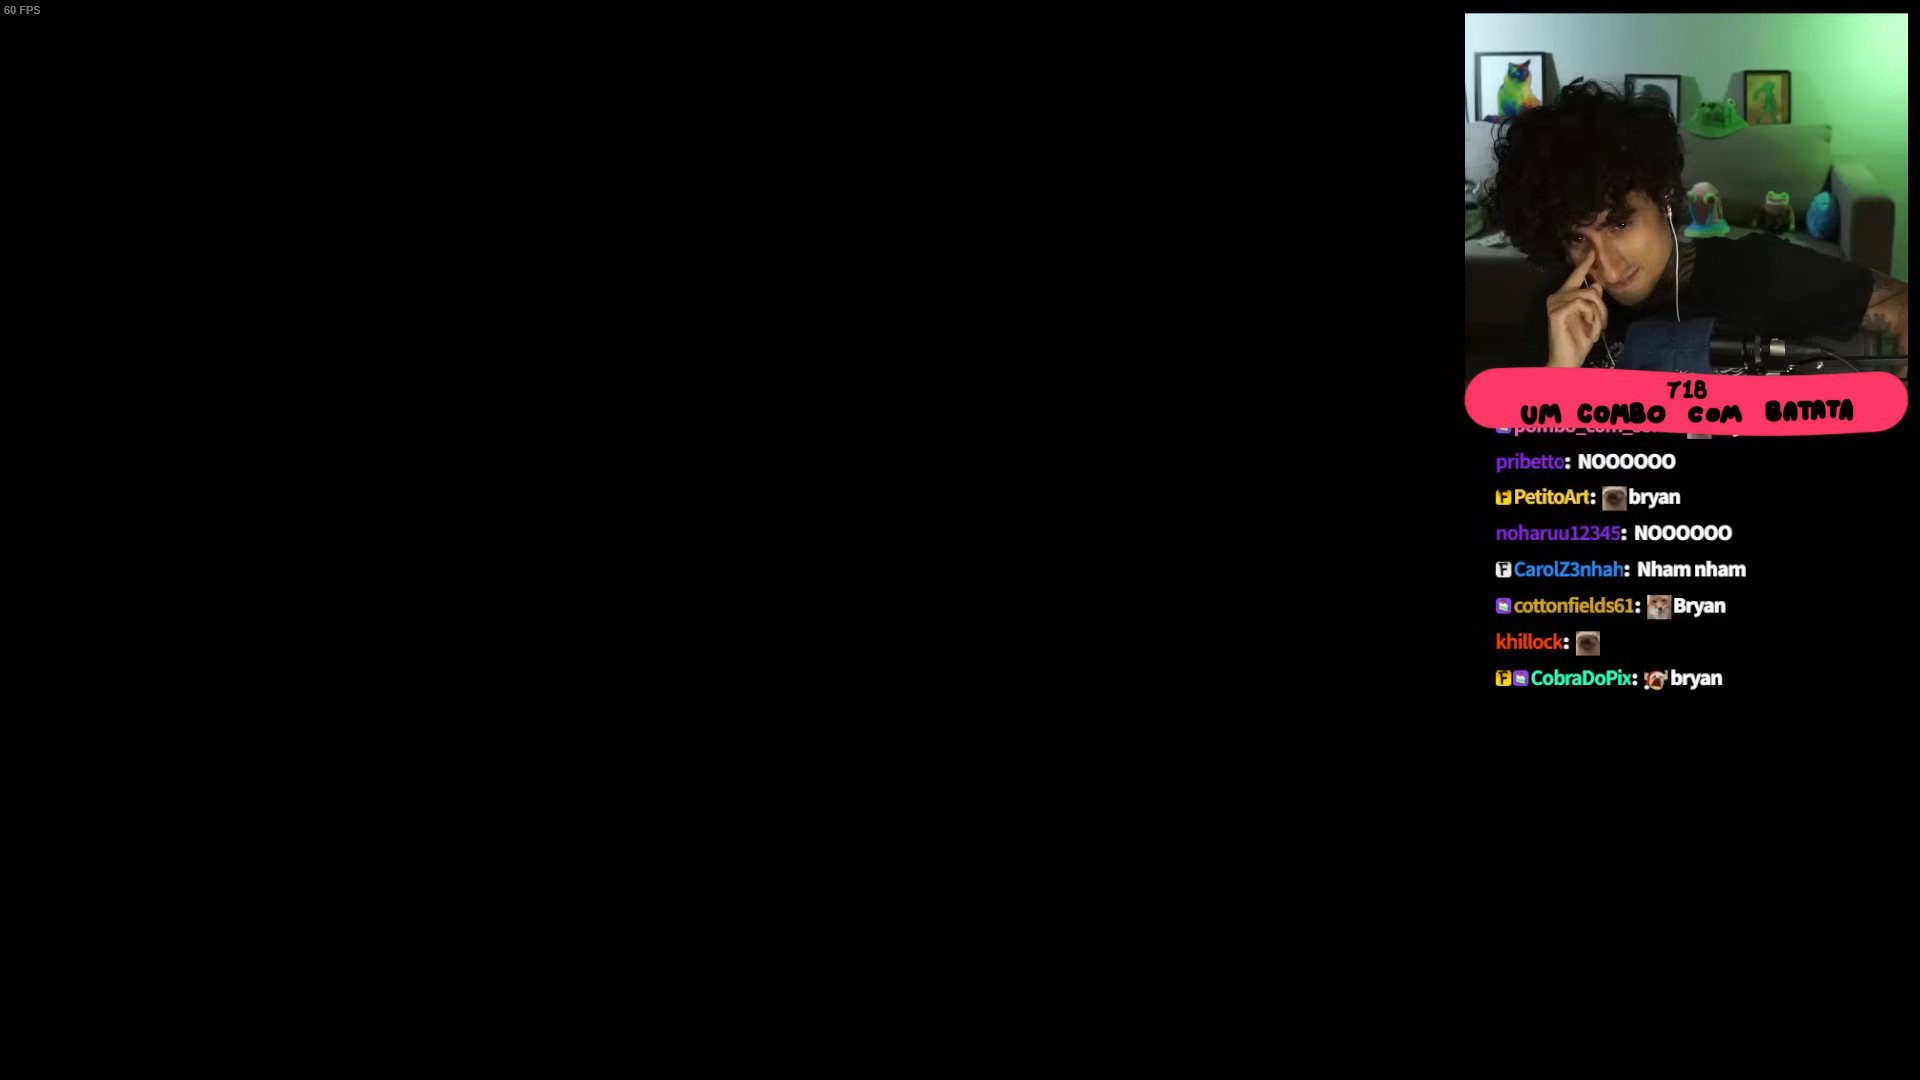 60 FPS
718
UM COMBO COM BATATA
pribetto: NOOOOOO
PetitoArt: bryan
noharuu12345: NOOOOOO
CarolZ3nhah: Nham nham
cottonfields61: Bryan
khillock:
CobraDoPix: bryan